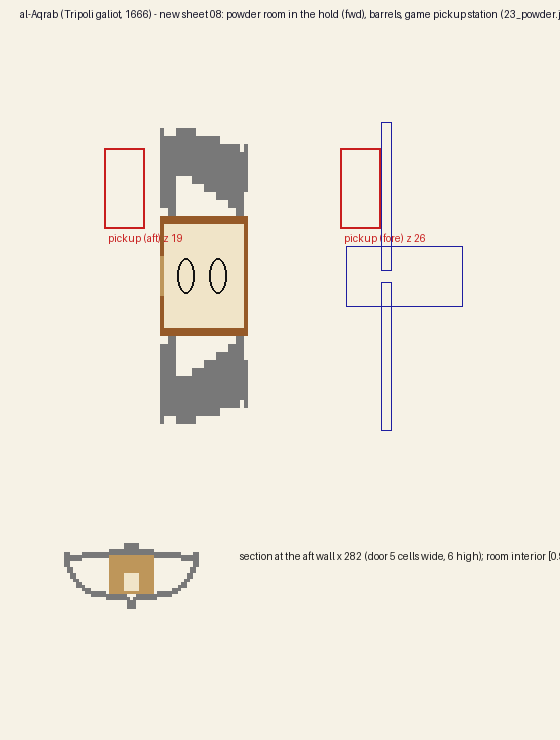 al-Aqrab (Tripoli galiot, 1666) - new sheet 08: powder room in the hold (fwd), barrels, game pickup station (23_powder.j
pickup (aft) z 19
pickup (fore) z 26
section at the aft wall x 282 (door 5 cells wide, 6 high); room interior [0.9